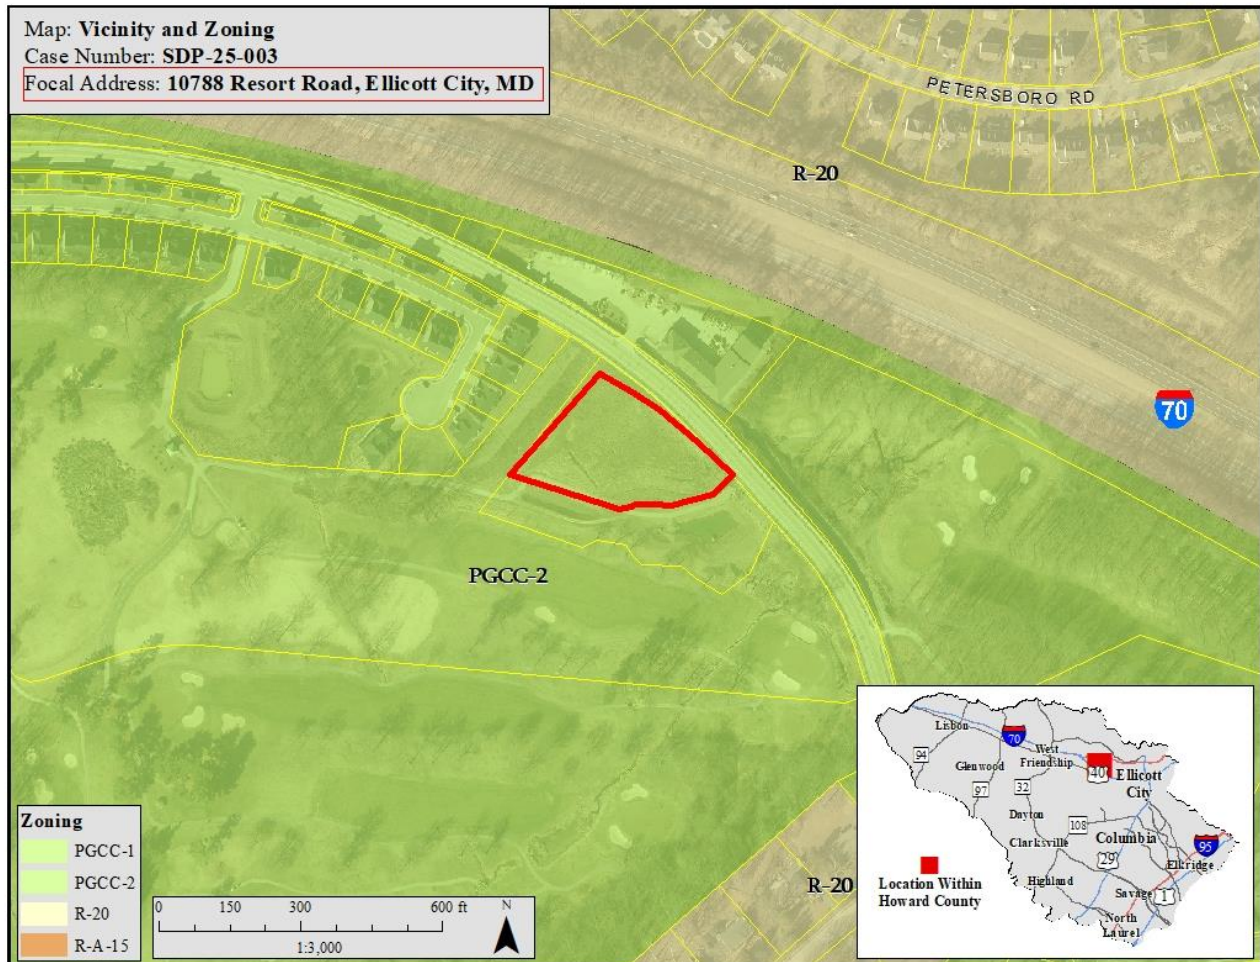 Map: Vicinity and Zoning
Case Number: SDP-25-003
Focal Address: 10788 Resort Road, Ellicott City, MD
PETERSBORO RD
R-20
70
PGCC-2
R-20
Zoning
PGCC-1
PGCC-2
R-20
R-A-15
0 150 300 600 ft
1:3,000
N
Lisbon
70
94
West
Friendship
Glenwood
40
Ellicott
City
97
32
Dayton
108
Columbia
Clarksville
95
29
Elkridge
Highland
Savage
1
North
Laurel
Location Within
Howard County